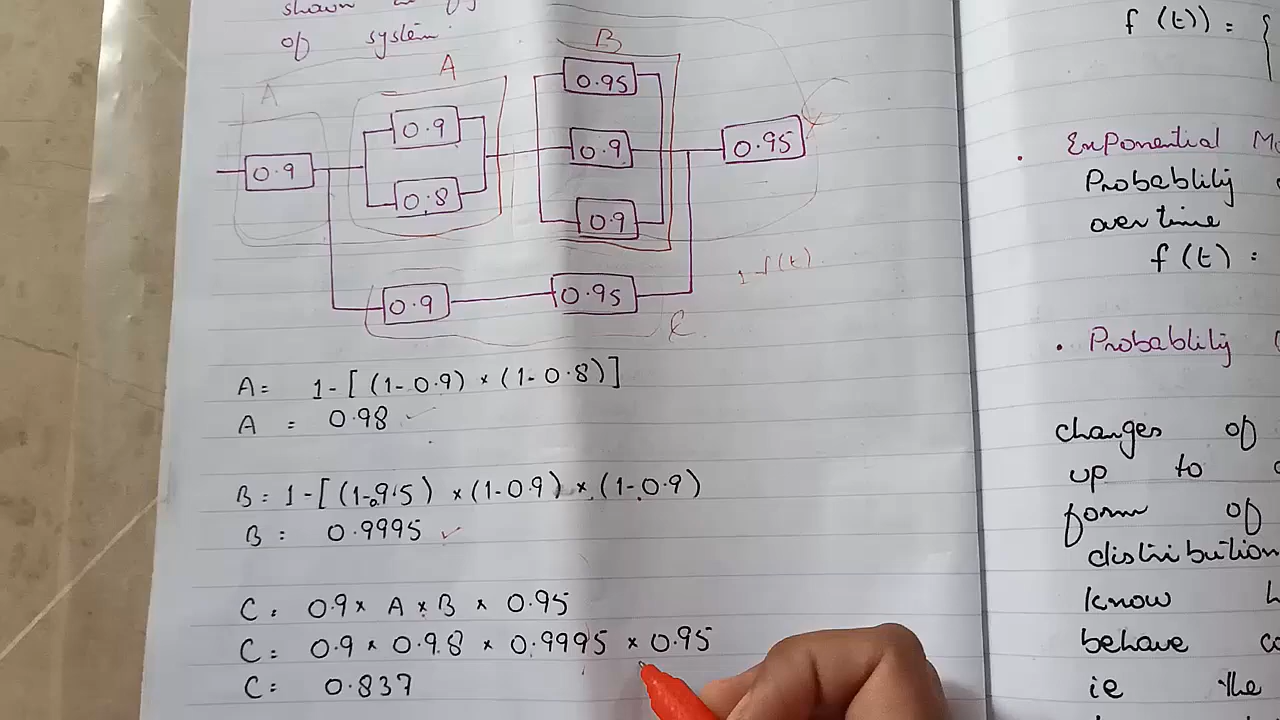 shown
of system.
A
B
A
0.95
0.9
0.9
0.95
0.9
0.8
0.9
1-f(t).
0.9
0.95
C
A= 1-[(1-0.9) × (1-0.8)]
A = 0.98
B = 1-[(1-0.95) × (1-0.9) × (1-0.9)
B = 0.9995
C= 0.9 × A × B × 0.95
C= 0.9 × 0.98 × 0.9995 × 0.95
C= 0.837
f(t)) = {
. Exponential
Probablility
over time
f(t) =
. Probablility
changes of
up to
form of
distribution
know
behave
ie the